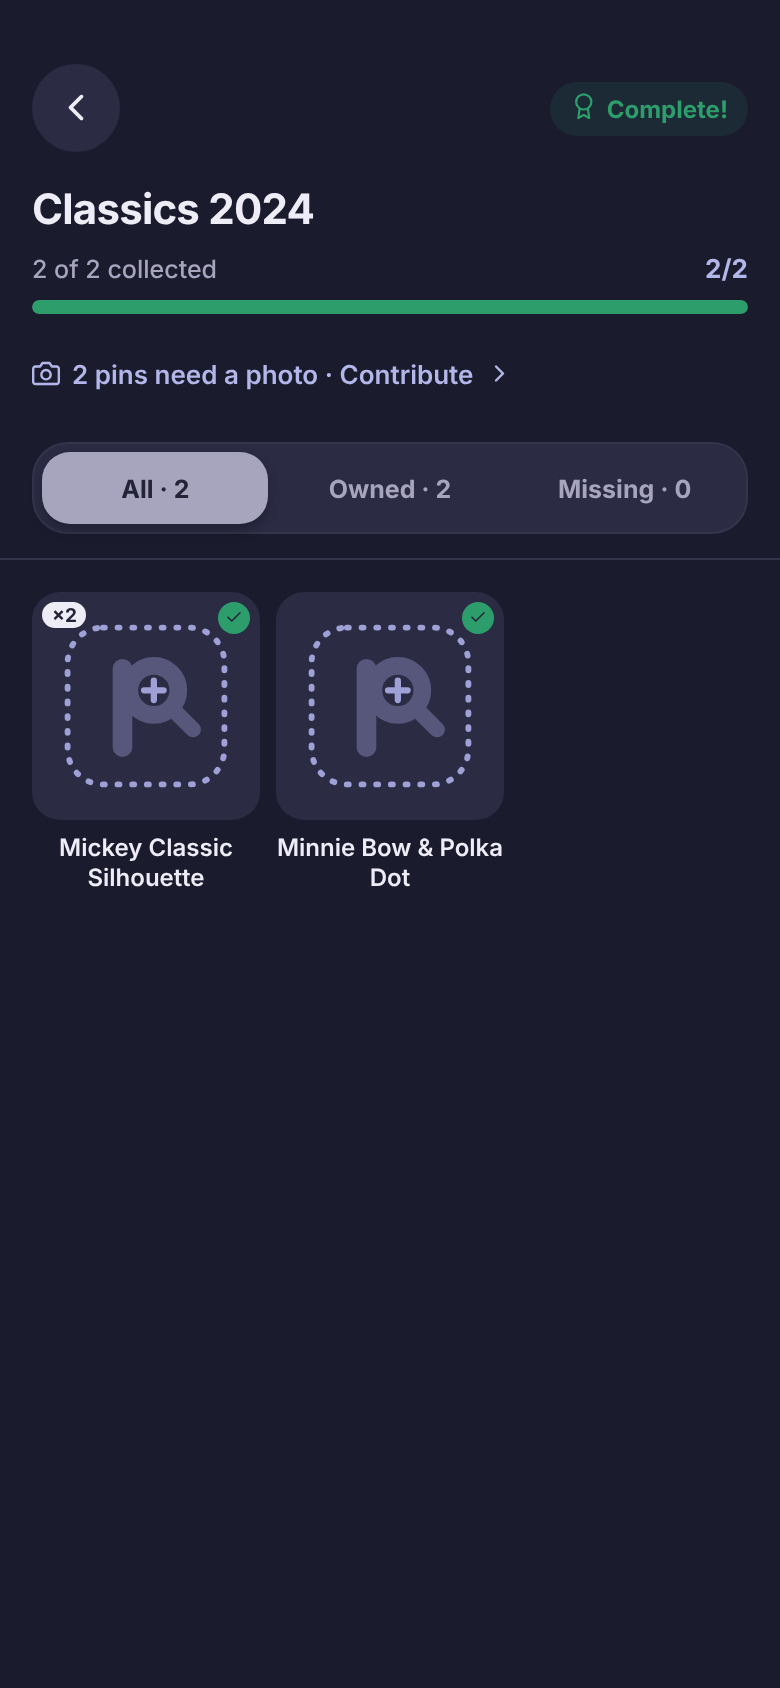 Complete!
Classics 2024
2 of 2 collected
2/2
2 pins need a photo · Contribute
All · 2
Owned · 2
Missing · 0
×2
Mickey Classic
Silhouette
Minnie Bow & Polka
Dot